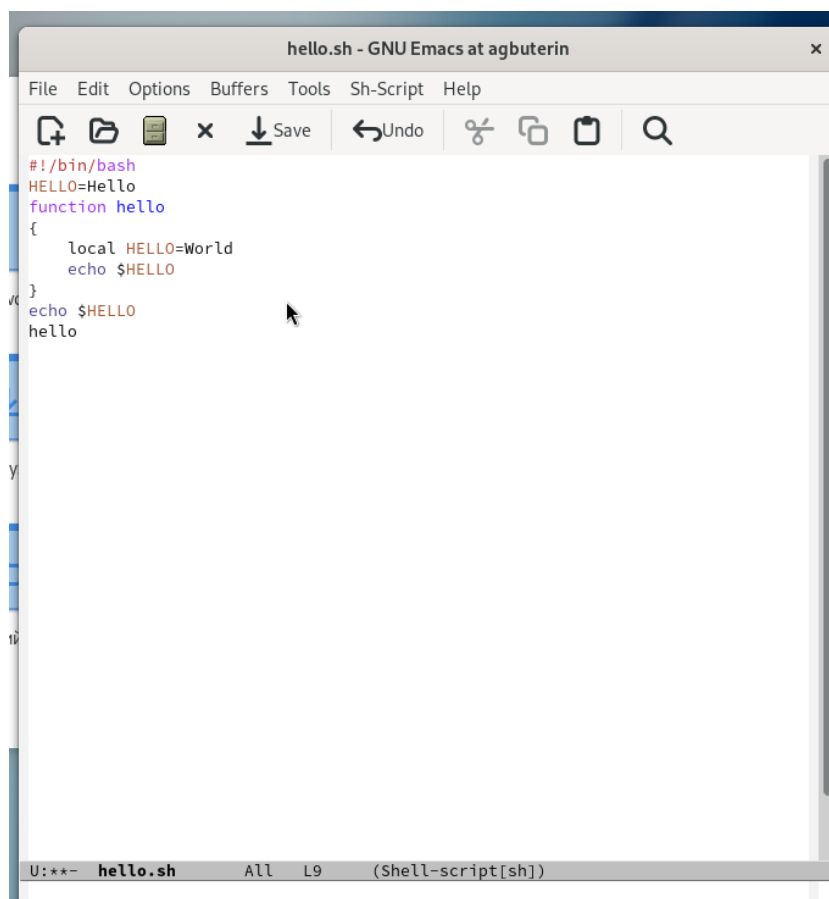 hello.sh - GNU Emacs at agbuterin ×
File Edit Options Buffers Tools Sh-Script Help
Save Undo
#!/bin/bash
HELLO=Hello
function hello
{
    local HELLO=World
    echo $HELLO
}
echo $HELLO
hello
U:**- hello.sh All L9 (Shell-script[sh])